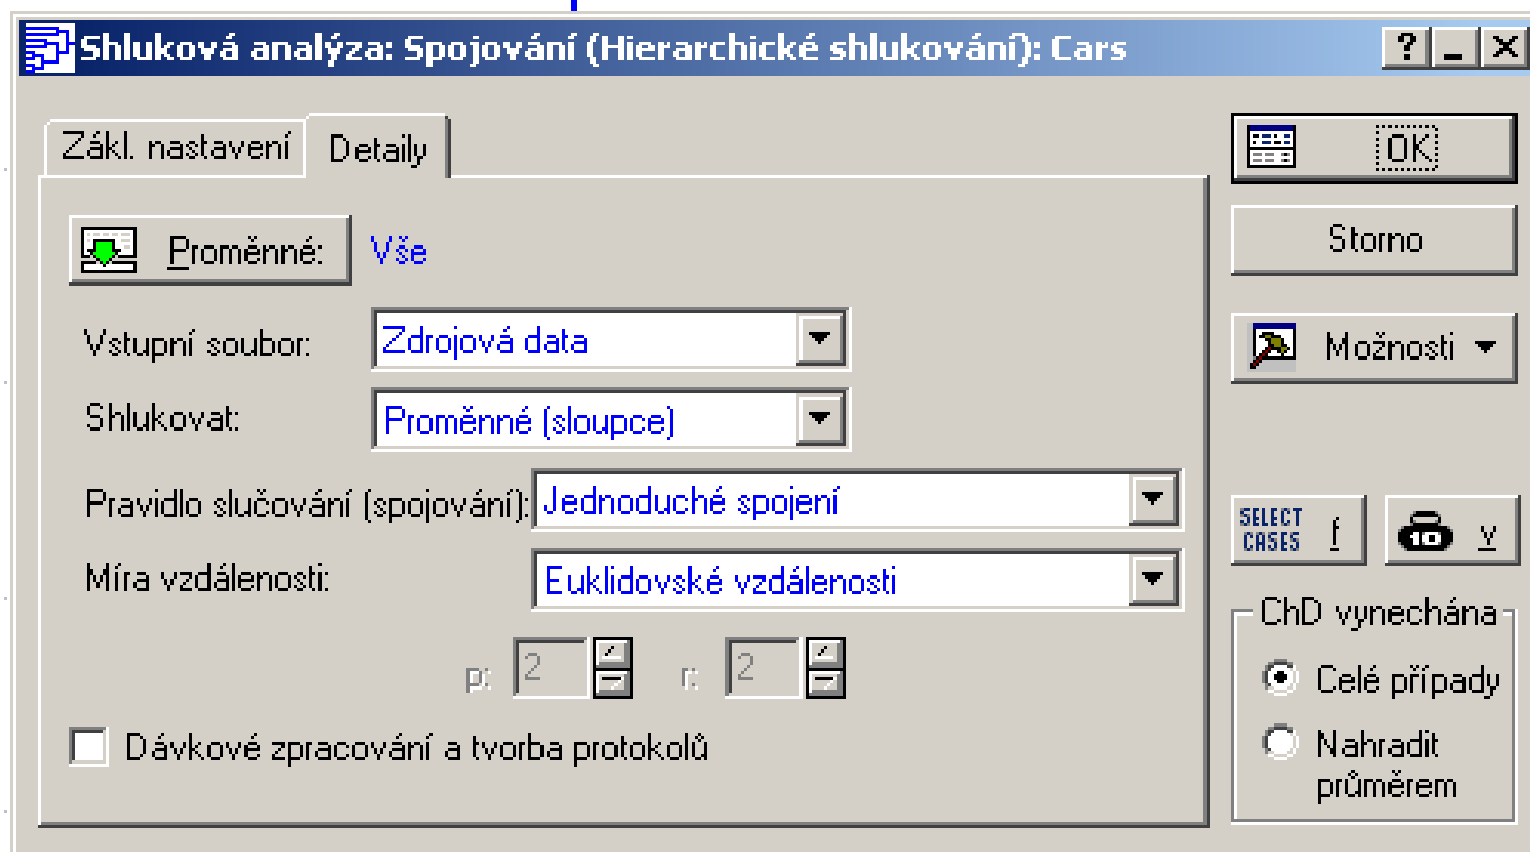 Shluková analýza: Spojování (Hierarchické shlukování): Cars
Zákl. nastavení
Detaily
OK
Proměnné:
Vše
Storno
Vstupní soubor:
Zdrojová data
Možnosti
Shlukovat:
Proměnné (sloupce)
Pravidlo slučování (spojování):
Jednoduché spojení
SELECT
CASES
f
10
v
Míra vzdálenosti:
Euklidovské vzdálenosti
ChD vynechána
p:
2
r:
2
Celé případy
Dávkové zpracování a tvorba protokolů
Nahradit
průměrem